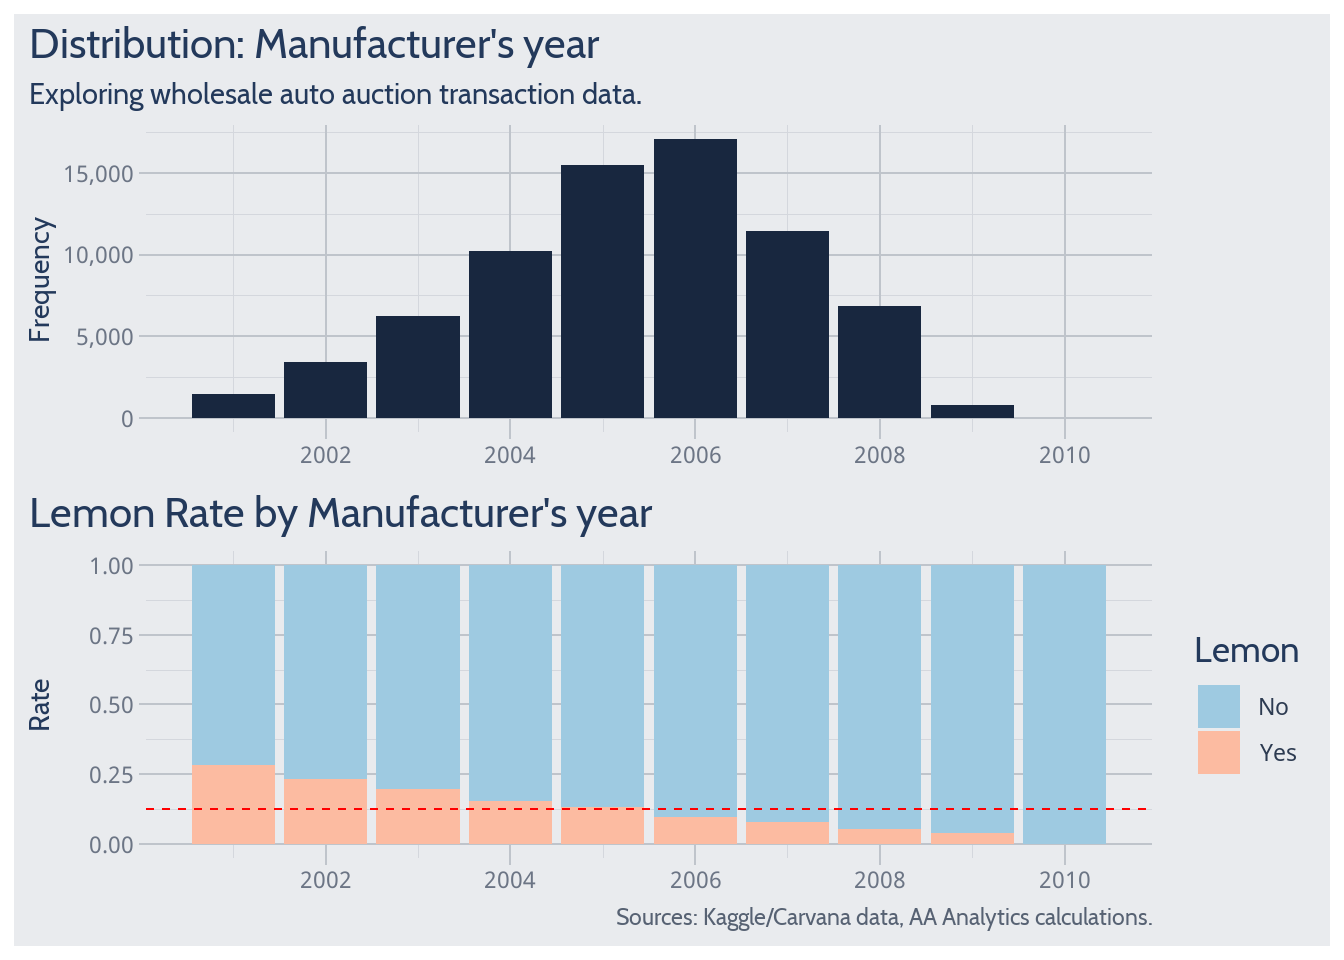 Distribution: Manufacturer's year
Exploring wholesale auto auction transaction data.
Frequency
15,000
10,000
5,000
0
2002 2004 2006 2008 2010
Lemon Rate by Manufacturer's year
Rate
1.00
0.75
0.50
0.25
0.00
2002 2004 2006 2008 2010
Lemon
No
Yes
Sources: Kaggle/Carvana data, AA Analytics calculations.